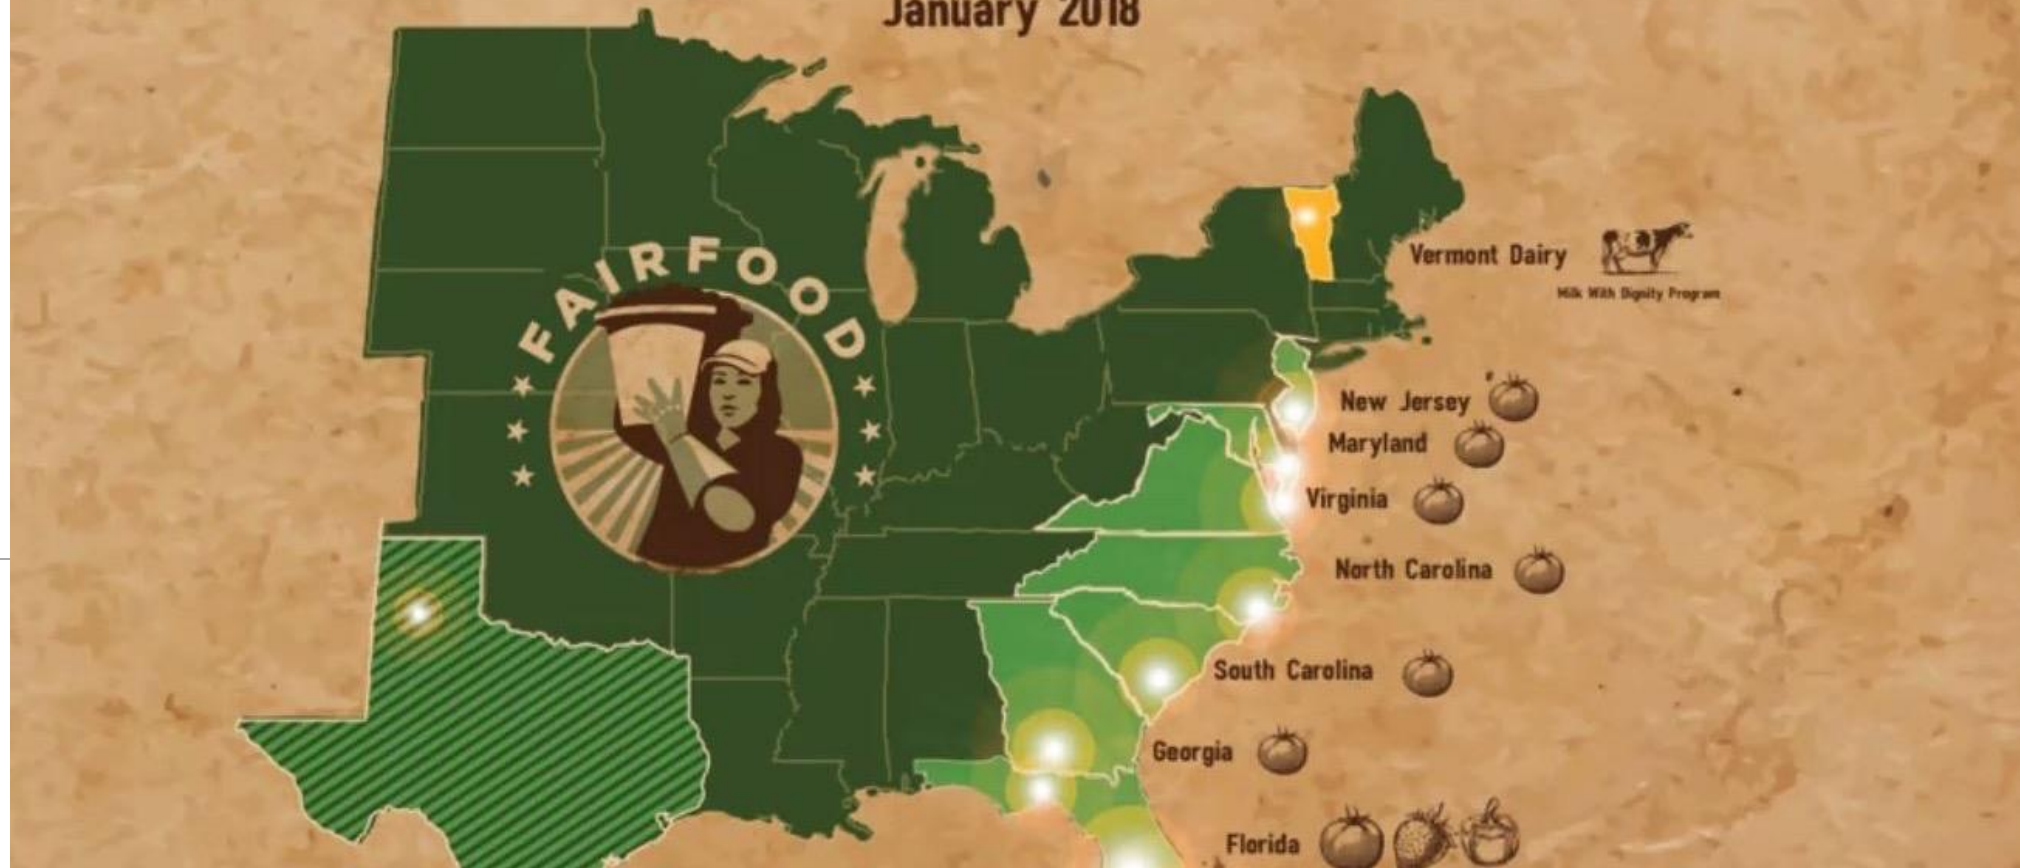 January 2018
FAIRFOOD
Vermont Dairy
Milk With Dignity Program
New Jersey
Maryland
Virginia
North Carolina
South Carolina
Georgia
Florida